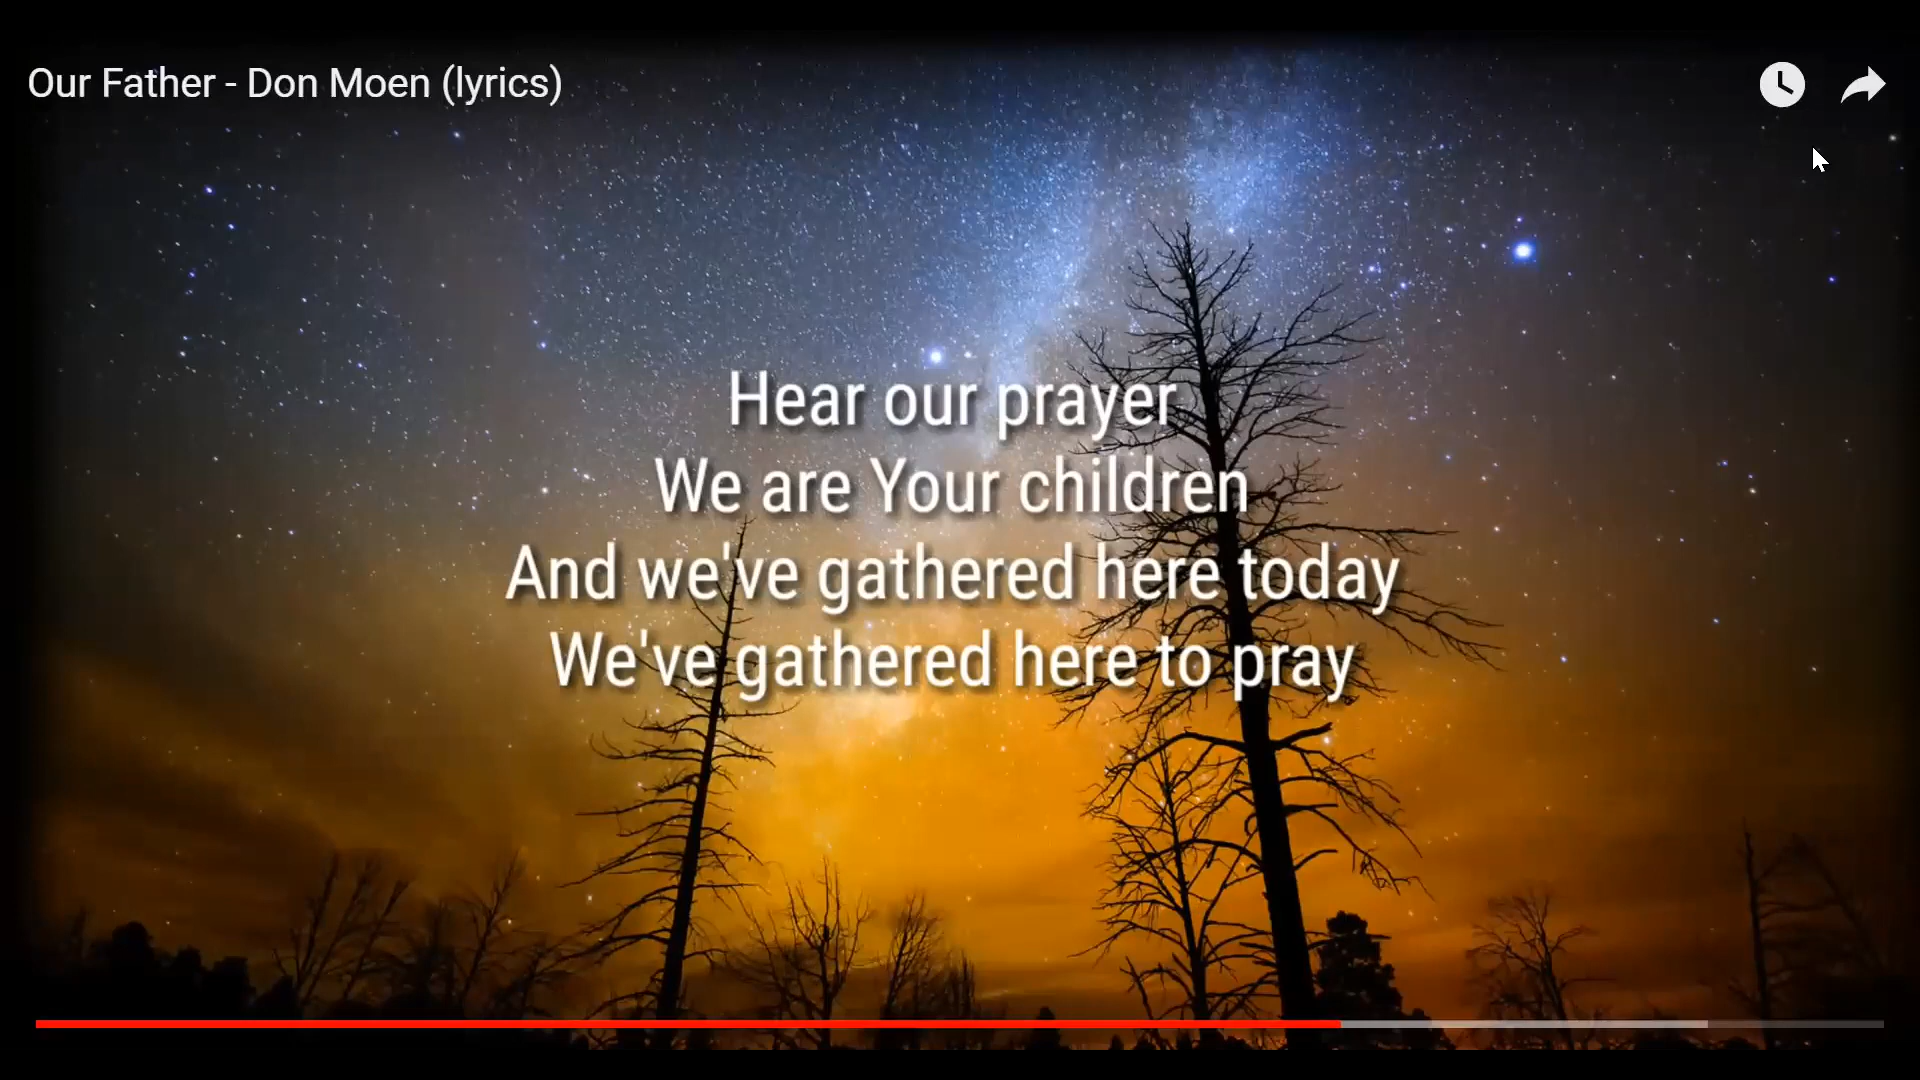 Our Father - Don Moen (lyrics)
Hear our prayer
We are Your children
And we've gathered here today
We've gathered here to pray